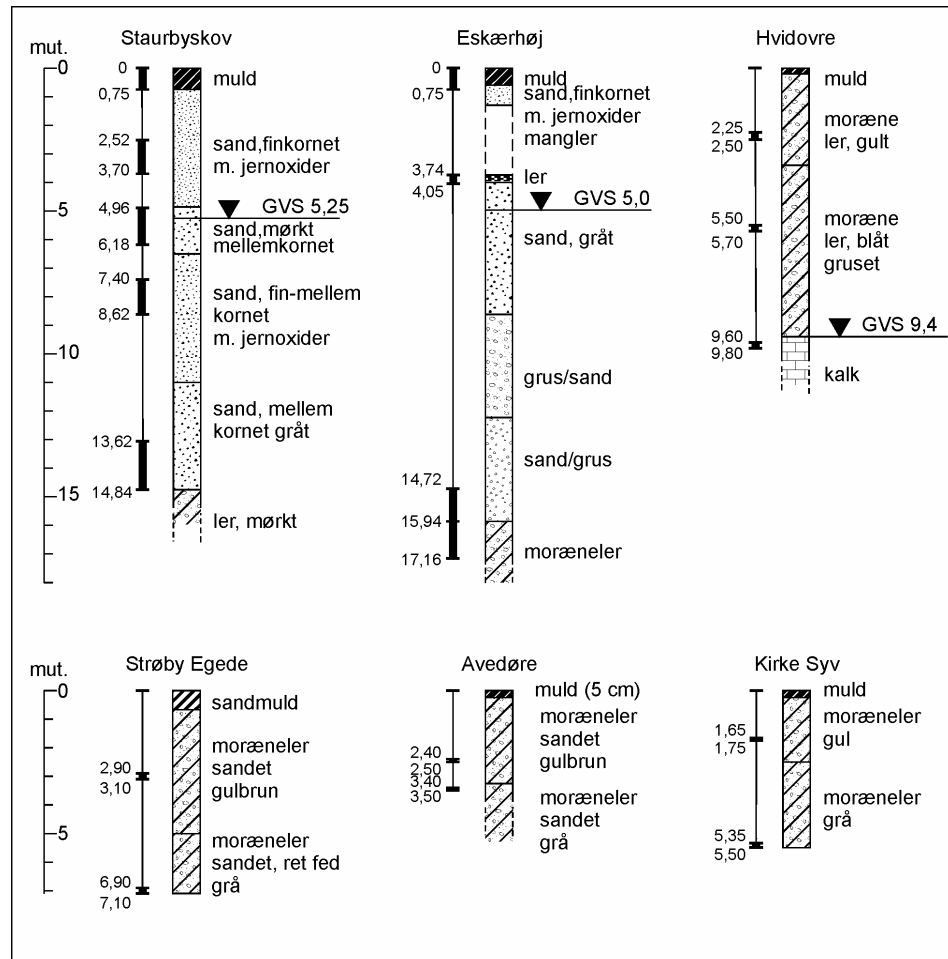 Staurbyskov
mut.
0
5
10
15
0
0,75
2,52
3,70
4,96
6,18
7,40
8,62
13,62
14,84
muld
sand,finkornet
m. jernoxider
GVS 5,25
sand,mørkt
mellemkornet
sand, fin-mellem
kornet
m. jernoxider
sand, mellem
kornet gråt
ler, mørkt
Eskærhøj
0
0,75
3,74
4,05
14,72
15,94
17,16
muld
sand,finkornet
m. jernoxider
mangler
ler
GVS 5,0
sand, gråt
grus/sand
sand/grus
moræneler
Hvidovre
2,25
2,50
5,50
5,70
9,60
9,80
muld
moræne
ler, gult
moræne
ler, blåt
gruset
GVS 9,4
kalk
Strøby Egede
mut.
0
5
2,90
3,10
6,90
7,10
sandmuld
moræneler
sandet
gulbrun
moræneler
sandet, ret fed
grå
Avedøre
2,40
2,50
3,40
3,50
muld (5 cm)
moræneler
sandet
gulbrun
moræneler
sandet
grå
Kirke Syv
1,65
1,75
5,35
5,50
muld
moræneler
gul
moræneler
grå